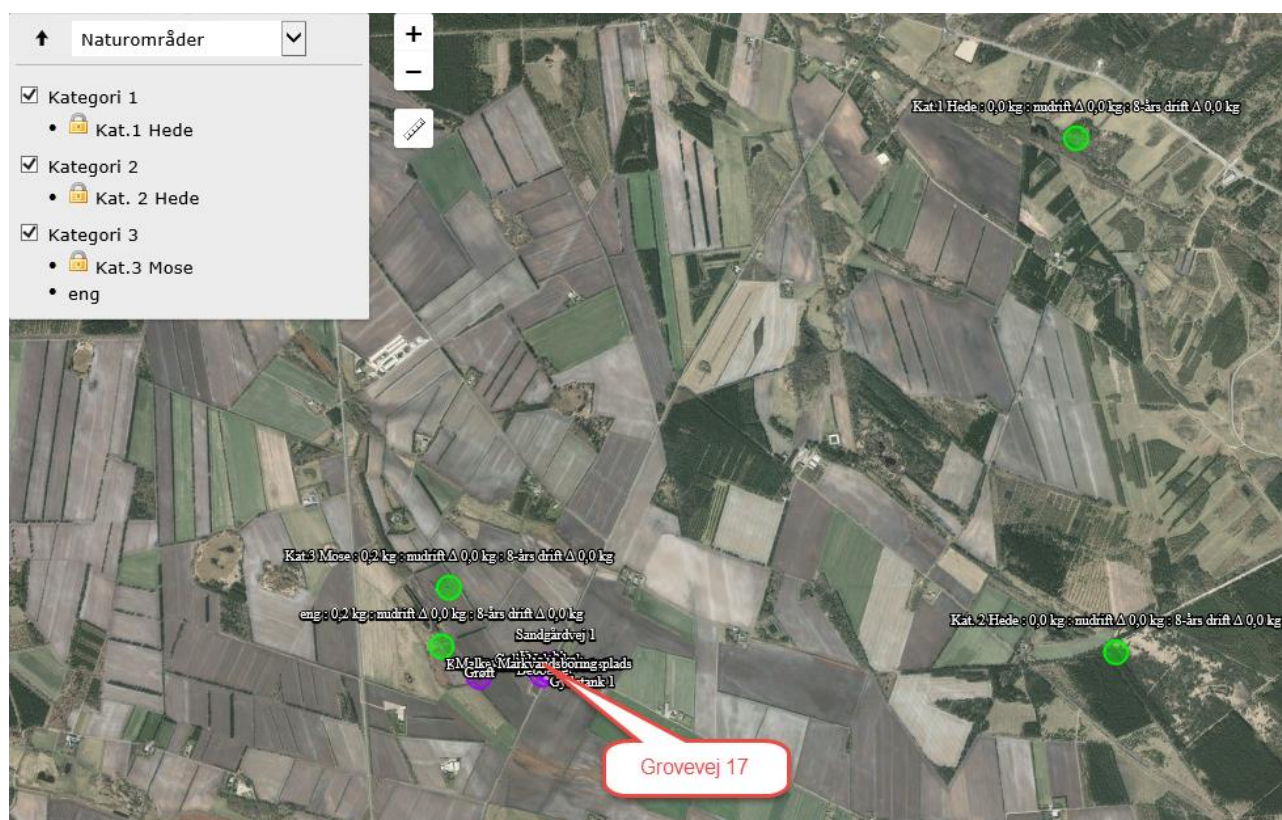 Naturområder
Kategori 1
Kat.1 Hede
Kategori 2
Kat. 2 Hede
Kategori 3
Kat.3 Mose
eng
+
−
Kat.1 Hede : 0,0 kg : nudrift Δ 0,0 kg : 8-års drift Δ 0,0 kg
Kat.3 Mose : 0,2 kg : nudrift Δ 0,0 kg : 8-års drift Δ 0,0 kg
eng : 0,2 kg : nudrift Δ 0,0 kg : 8-års drift Δ 0,0 kg
Kat. 2 Hede : 0,0 kg : nudrift Δ 0,0 kg : 8-års drift Δ 0,0 kg
Sandgårdvej 1
Markvandsboringsplads
Grøft
Grovevej 17